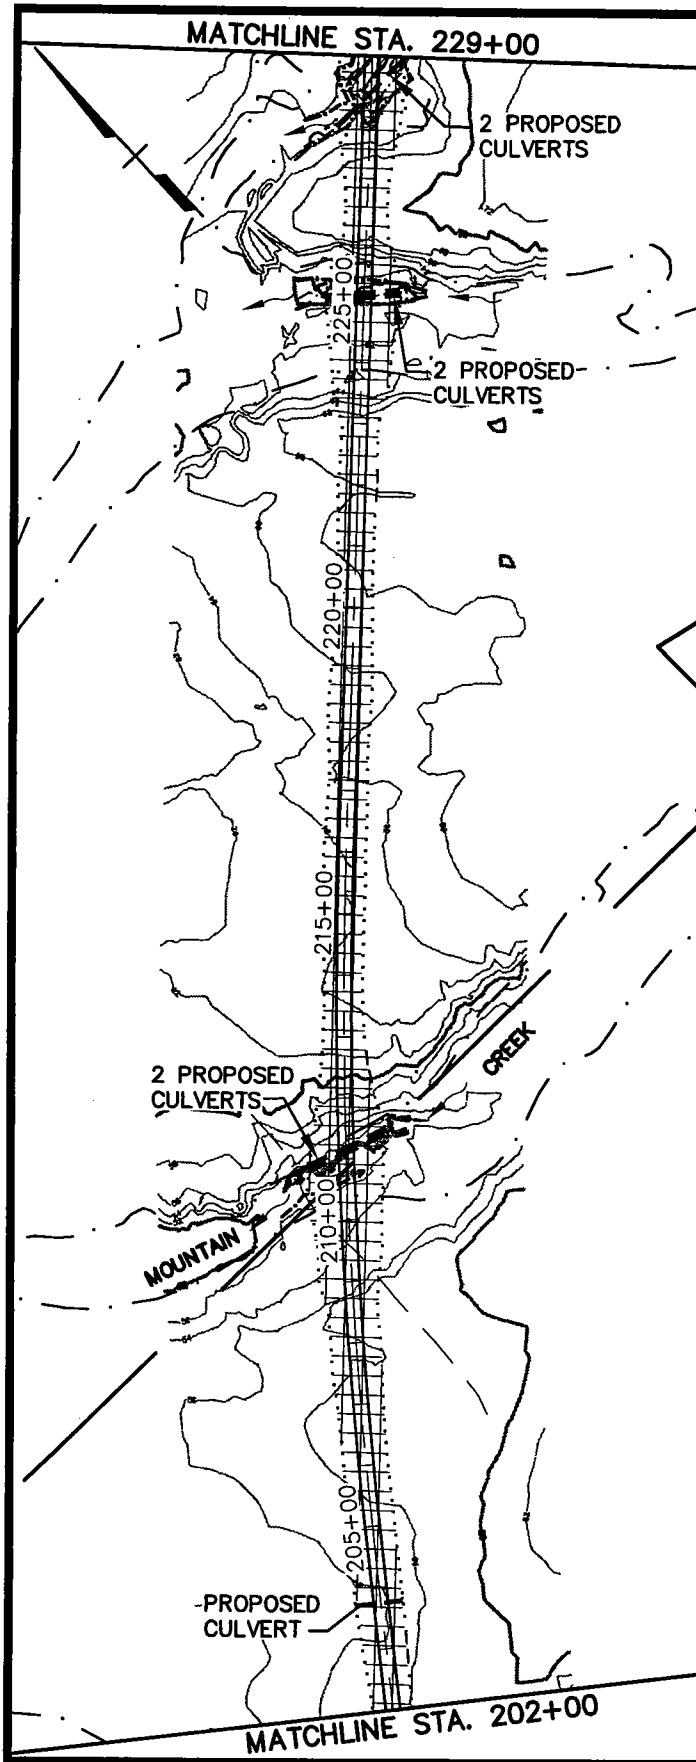 MATCHLINE STA. 229+00
2 PROPOSED
CULVERTS
225+00
2 PROPOSED
CULVERTS
220+00
215+00
CREEK
2 PROPOSED
CULVERTS
210+00
MOUNTAIN
205+00
PROPOSED
CULVERT
MATCHLINE STA. 202+00